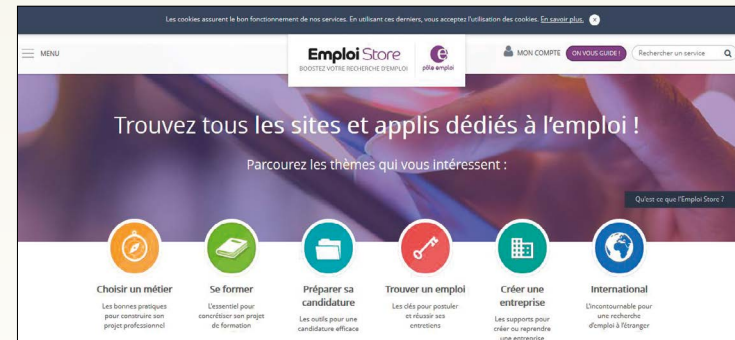 Les cookies assurent le bon fonctionnement de nos services. En utilisant ces derniers, vous acceptez l'utilisation des cookies. En savoir plus. x
MENU
Emploi Store
BOOSTEZ VOTRE RECHERCHE D'EMPLOI
pôle emploi
MON COMPTE
ON VOUS GUIDE !
Rechercher un service
Trouvez tous les sites et applis dédiés à l'emploi !
Parcourez les thèmes qui vous intéressent :
Qu'est ce que l'Emploi Store ?
Choisir un métier
Les bonnes pratiques
pour construire son
projet professionnel
Se former
L'essentiel pour
concrétiser son projet
de formation
Préparer sa
candidature
Les outils pour une
candidature efficace
Trouver un emploi
Les clés pour postuler
et réussir ses
entretiens
Créer une
entreprise
Les supports pour
créer ou reprendre
une entreprise
International
L'incontournable pour
une recherche
d'emploi à l'étranger